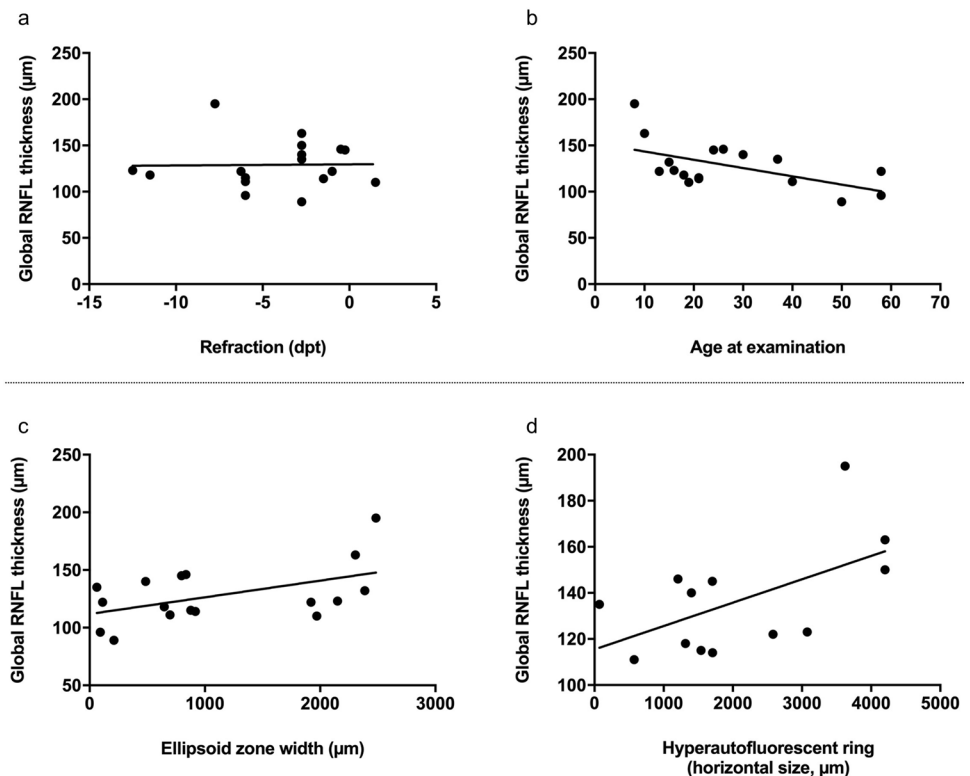 a
Global RNFL thickness (µm)
250
200
150
100
50
0
-15 -10 -5 0 5
Refraction (dpt)
b
Global RNFL thickness (µm)
250
200
150
100
50
0
0 10 20 30 40 50 60 70
Age at examination
c
Global RNFL thickness (µm)
250
200
150
100
50
0 1000 2000 3000
Ellipsoid zone width (µm)
d
Global RNFL thickness (µm)
200
180
160
140
120
100
0 1000 2000 3000 4000 5000
Hyperautofluorescent ring
(horizontal size, µm)